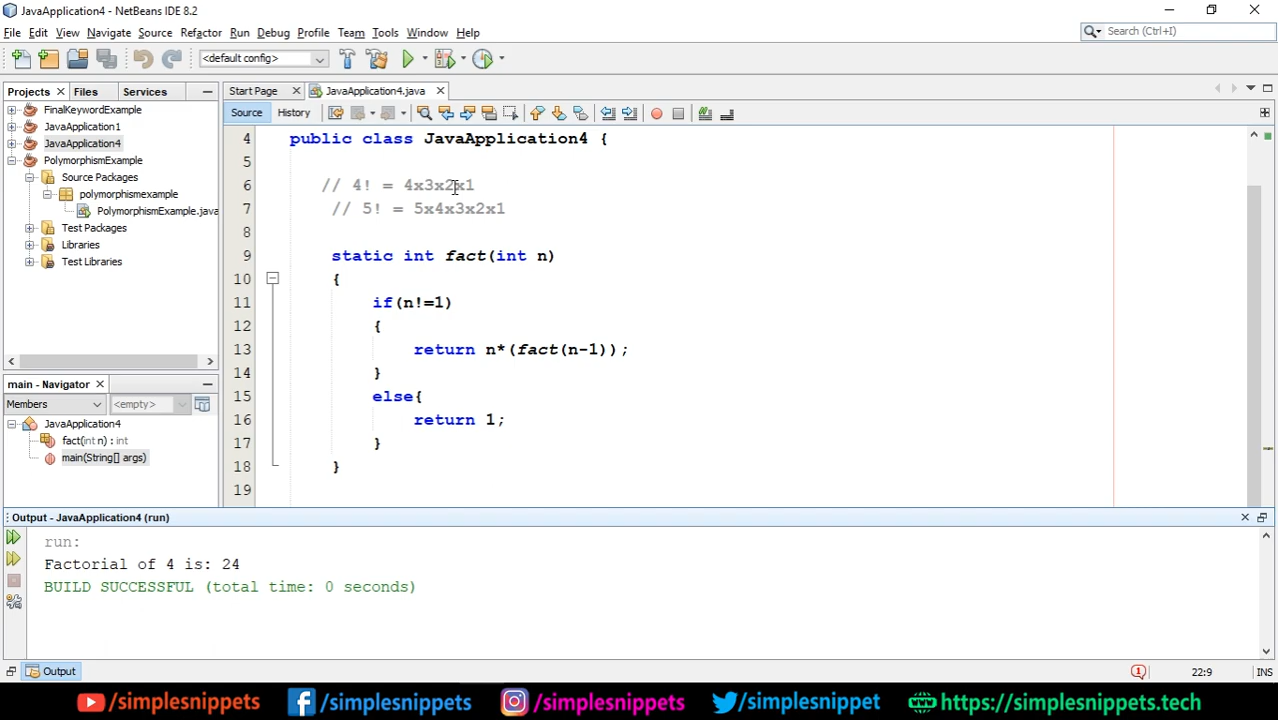 JavaApplication4 - NetBeans IDE 8.2
File Edit View Navigate Source Refactor Run Debug Profile Team Tools Window Help
Search (Ctrl+I)
<default config>
Projects Files Services
Start Page JavaApplication4.java
Source History
FinalKeywordExample
JavaApplication1
JavaApplication4
PolymorphismExample
Source Packages
polymorphismexample
PolymorphismExample.java
Test Packages
Libraries
Test Libraries
main - Navigator
Members <empty>
JavaApplication4
fact(int n) : int
main(String[] args)
4 public class JavaApplication4 {
5
6 // 4! = 4x3x2x1
7 // 5! = 5x4x3x2x1
8
9 static int fact(int n)
10 {
11 if(n!=1)
12 {
13 return n*(fact(n-1));
14 }
15 else{
16 return 1;
17 }
18 }
19
Output - JavaApplication4 (run)
run:
Factorial of 4 is: 24
BUILD SUCCESSFUL (total time: 0 seconds)
Output
1 22:9 INS
/simplesnippets /simplesnippets /simplesnippets /simplesnippets https://simplesnippets.tech